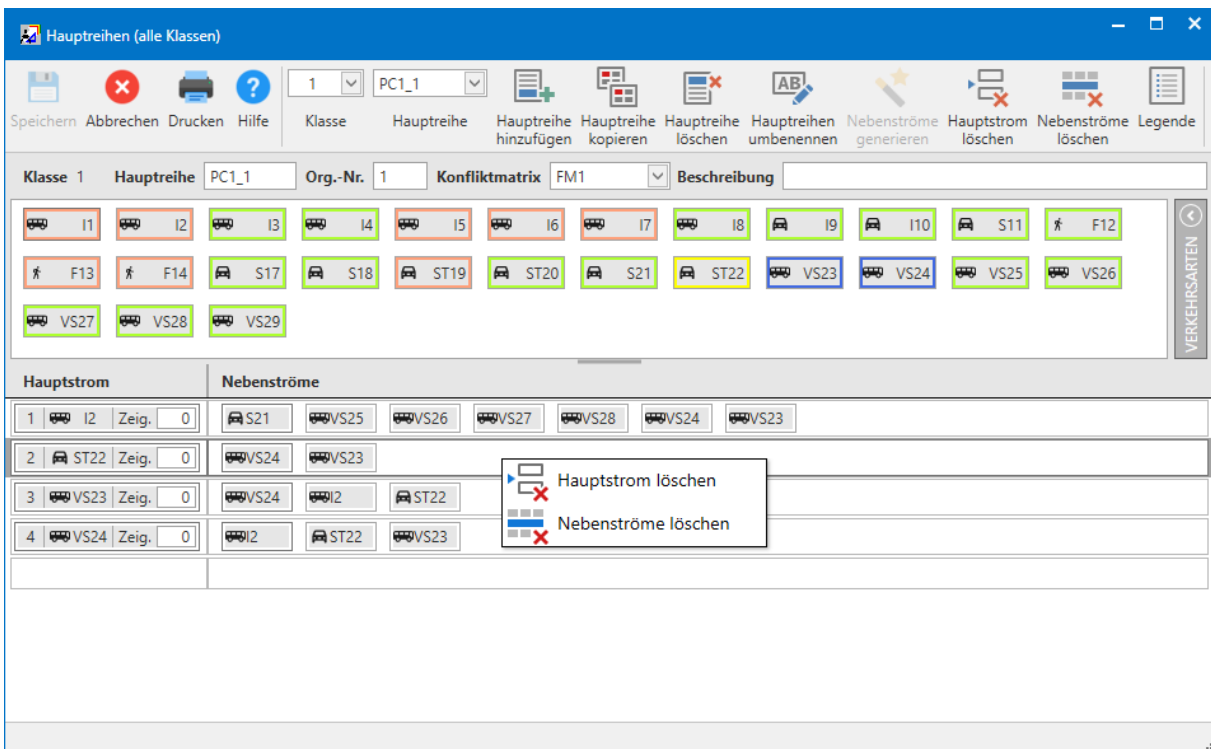 Hauptreihen (alle Klassen)
1 PC1_1
Speichern Abbrechen Drucken Hilfe Klasse Hauptreihe Hauptreihe Hauptreihe Hauptreihe Hauptreihen Nebenströme Hauptstrom Nebenströme Legende
hinzufügen kopieren löschen umbenennen generieren löschen löschen
Klasse 1 Hauptreihe PC1_1 Org.-Nr. 1 Konfliktmatrix FM1 Beschreibung
I1 I2 I3 I4 I5 I6 I7 I8 I9 I10 S11 F12
F13 F14 S17 S18 ST19 ST20 S21 ST22 VS23 VS24 VS25 VS26
VS27 VS28 VS29
VERKEHRSARTEN
Hauptstrom Nebenströme
1 I2 Zeig. 0 S21 VS25 VS26 VS27 VS28 VS24 VS23
2 ST22 Zeig. 0 VS24 VS23
3 VS23 Zeig. 0 VS24 I2 ST22
4 VS24 Zeig. 0 I2 ST22 VS23
Hauptstrom löschen
Nebenströme löschen